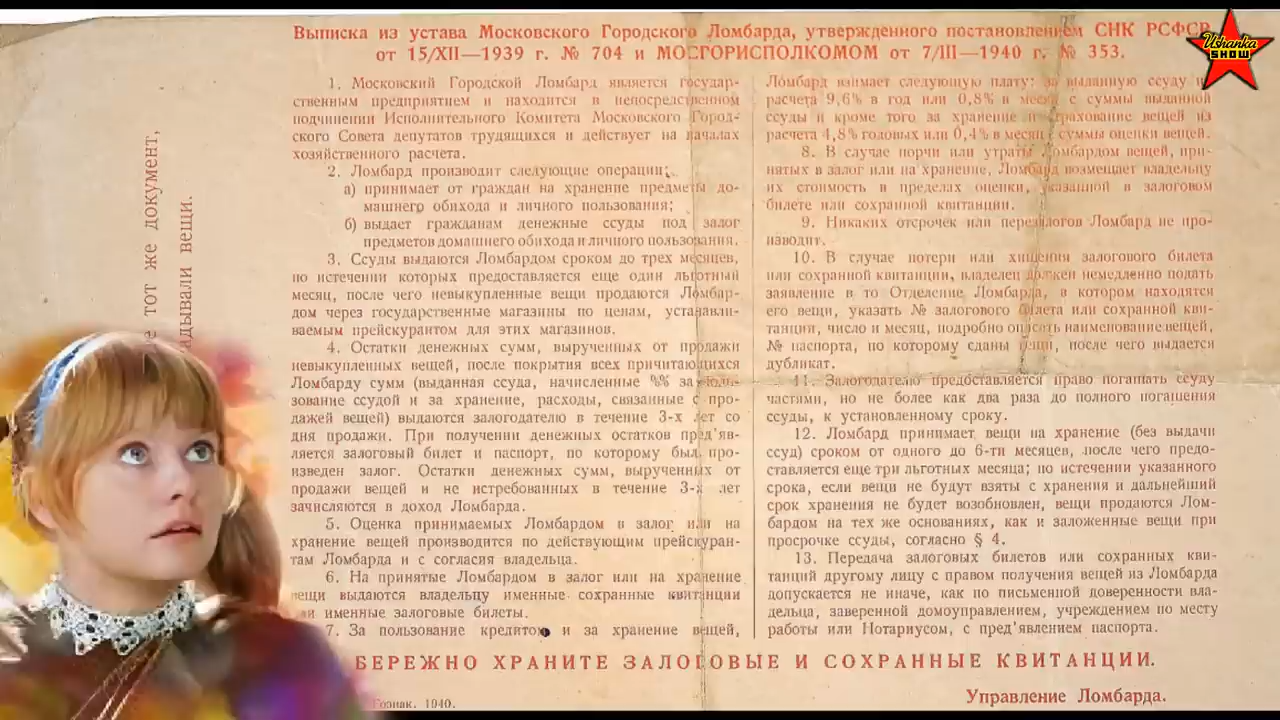 Выписка из устава Московского Городского Ломбарда, утвержденного постановлением СНК РСФСР
от 15/XII—1939 г. № 704 и МОСГОРИСПОЛКОМОМ от 7/III—1940 г. № 353.
Ushanka
SHOW
тот же документ,
вещи.
1. Московский Городской Ломбард является государ-
ственным предприятием и находится в непосредственном
подчинении Исполнительного Комитета Московского Город-
ского Совета депутатов трудящихся и действует на началах
хозяйственного расчета.
2. Ломбард производит следующие операции:
а) принимает от граждан на хранение предметы до-
машнего обихода и личного пользования;
б) выдает гражданам денежные ссуды под залог
предметов домашнего обихода и личного пользования.
3. Ссуды выдаются Ломбардом сроком до трех месяцев,
по истечении которых предоставляется еще один льготный
месяц, после чего невыкупленные вещи продаются Ломбар-
дом через государственные магазины по ценам, устанавли-
ваемым прейскурантом для этих магазинов.
4. Остатки денежных сумм, вырученных от продажи
невыкупленных вещей, после покрытия всех причитающихся
Ломбарду сумм (выданная ссуда, начисленные %% за поль-
зование ссудой и за хранение, расходы, связанные с про-
дажей вещей) выдаются залогодателю в течение 3-х лет со
дня продажи. При получении денежных остатков пред'яв-
ляется залоговый билет и паспорт, по которому был про-
изведен залог. Остатки денежных сумм, вырученных от
продажи вещей и не истребованных в течение 3-х лет
зачисляются в доход Ломбарда.
5. Оценка принимаемых Ломбардом в залог или на
хранение вещей производится по действующим прейскуран-
там Ломбарда и с согласия владельца.
6. На принятые Ломбардом в залог или на хранение
вещи выдаются владельцу именные сохранные квитанции
или именные залоговые билеты.
7. За пользование кредитом и за хранение вещей,
Ломбард взимает следующую плату: за выданную ссуду из
расчета 9,6% в год или 0,8% в месяц с суммы выданной
ссуды и кроме того за хранение и страхование вещей из
расчета 4,8% годовых или 0,4% в месяц с суммы оценки вещей.
8. В случае порчи или утраты Ломбардом вещей, при-
нятых в залог или на хранение, Ломбард возмещает владельцу
их стоимость в пределах оценки, указанной в залоговом
билете или сохранной квитанции.
9. Никаких отсрочек или перезалогов Ломбард не про-
изводит.
10. В случае потери или хищения залогового билета
или сохранной квитанции, владелец должен немедленно подать
заявление в то Отделение Ломбарда, в котором находятся
его вещи, указать № залогового билета или сохранной кви-
танции, число и месяц, подробно описать наименование вещей,
№ паспорта, по которому сданы вещи, после чего выдается
дубликат.
11. Залогодателю предоставляется право погашать ссуду
частями, но не более как два раза до полного погашения
ссуды, к установленному сроку.
12. Ломбард принимает вещи на хранение (без выдачи
ссуд) сроком от одного до 6-ти месяцев, после чего предо-
ставляется еще три льготных месяца; по истечении указанного
срока, если вещи не будут взяты с хранения и дальнейший
срок хранения не будет возобновлен, вещи продаются Лом-
бардом на тех же основаниях, как и заложенные вещи при
просрочке ссуды, согласно § 4.
13. Передача залоговых билетов или сохранных кви-
танций другому лицу с правом получения вещей из Ломбарда
допускается не иначе, как по письменной доверенности вла-
дельца, заверенной домоуправлением, учреждением по месту
работы или Нотариусом, с пред'явлением паспорта.
БЕРЕЖНО ХРАНИТЕ ЗАЛОГОВЫЕ И СОХРАННЫЕ КВИТАНЦИИ.
Гознак. 1940.
Управление Ломбарда.